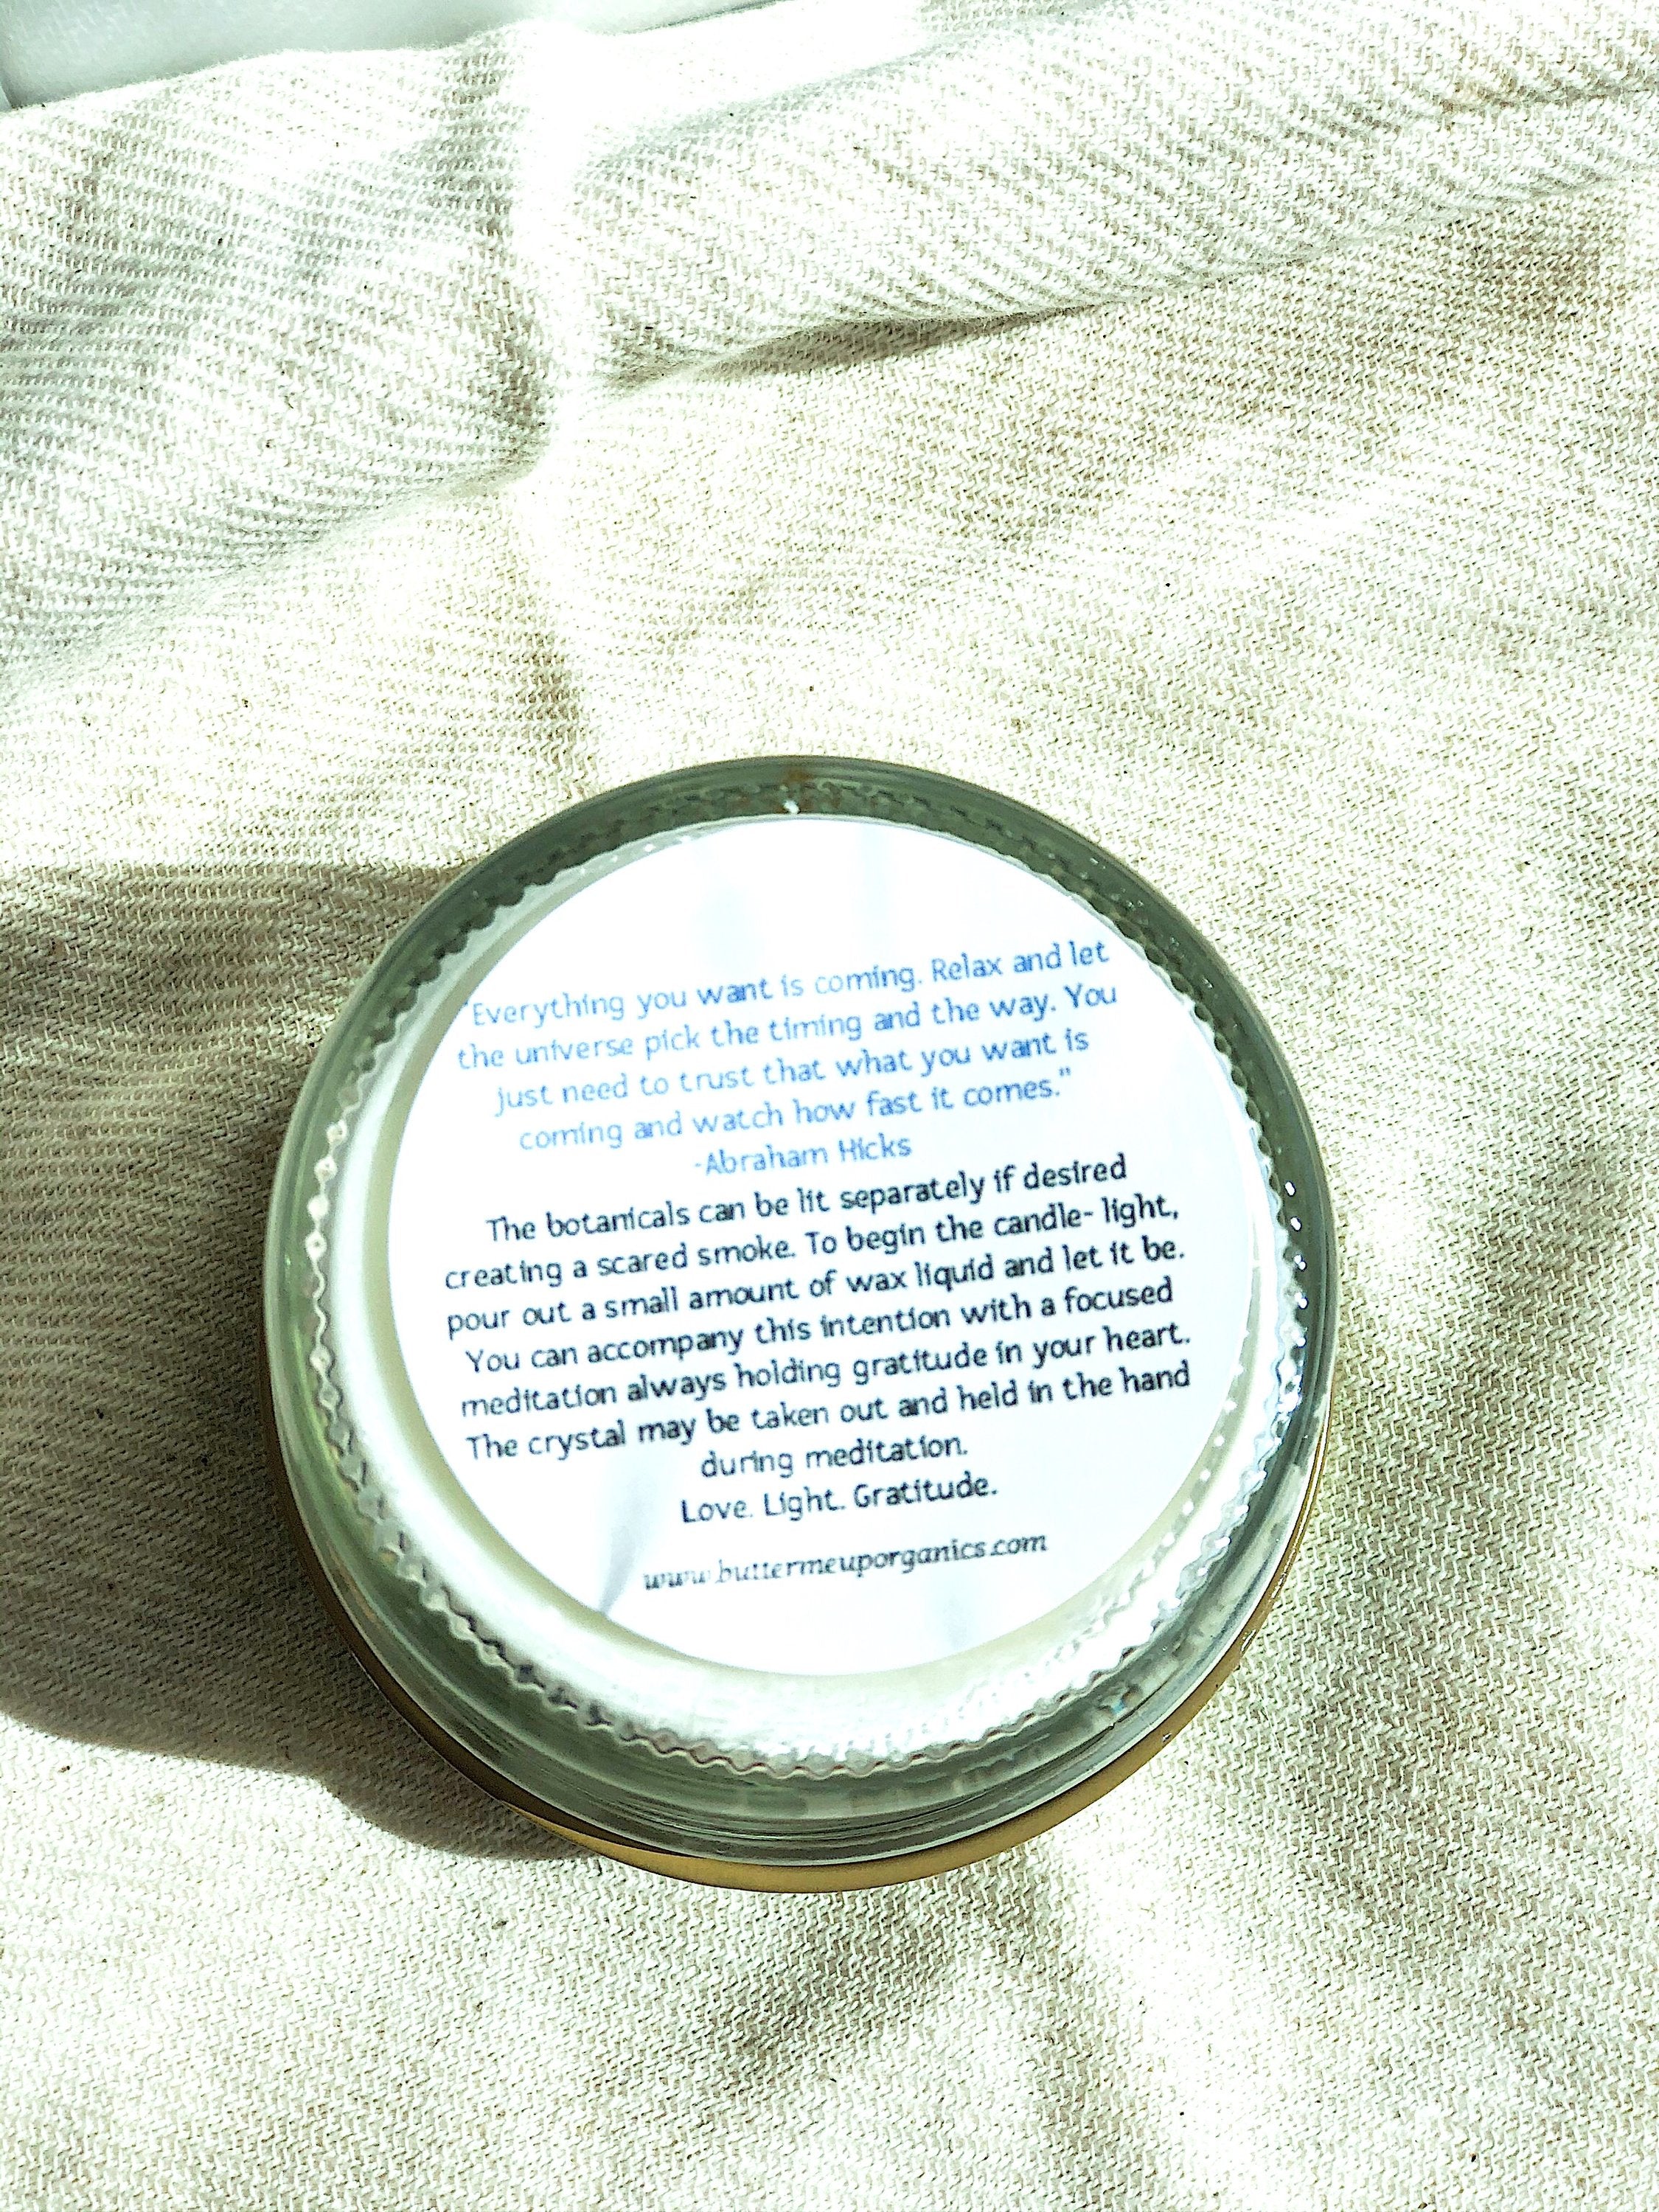 "Everything you want is coming. Relax and let
the universe pick the timing and the way. You
just need to trust that what you want is
coming and watch how fast it comes."
-Abraham Hicks
The botanicals can be lit separately if desired
creating a scared smoke. To begin the candle- light,
pour out a small amount of wax liquid and let it be.
You can accompany this intention with a focused
meditation always holding gratitude in your heart.
The crystal may be taken out and held in the hand
during meditation.
Love. Light. Gratitude.
www.buttermeuporganics.com